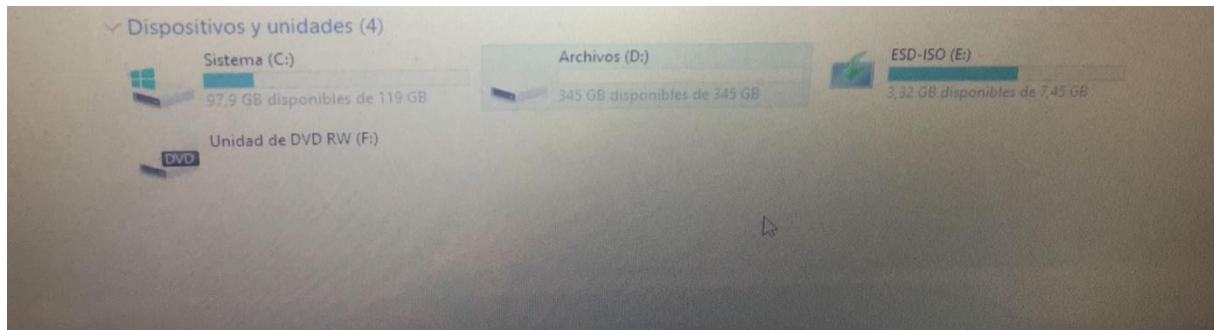 Dispositivos y unidades (4)
Sistema (C:)
97,9 GB disponibles de 119 GB
Archivos (D:)
345 GB disponibles de 345 GB
ESD-ISO (E:)
3,32 GB disponibles de 7,45 GB
Unidad de DVD RW (F:)
DVD